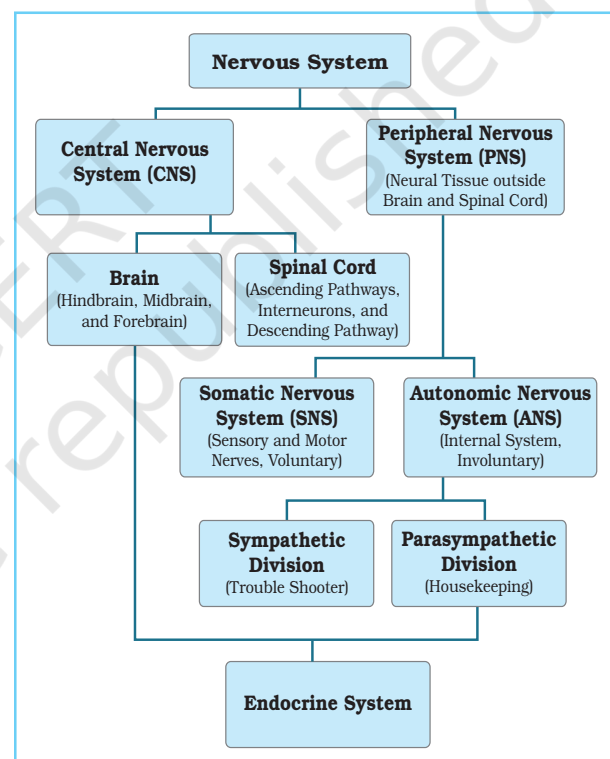 Nervous System
Central Nervous
System (CNS)
Peripheral Nervous
System (PNS)
(Neural Tissue outside
Brain and Spinal Cord)
Brain
(Hindbrain, Midbrain,
and Forebrain)
Spinal Cord
(Ascending Pathways,
Interneurons, and
Descending Pathway)
Somatic Nervous
System (SNS)
(Sensory and Motor
Nerves, Voluntary)
Autonomic Nervous
System (ANS)
(Internal System,
Involuntary)
Sympathetic
Division
(Trouble Shooter)
Parasympathetic
Division
(Housekeeping)
Endocrine System
republished
republished